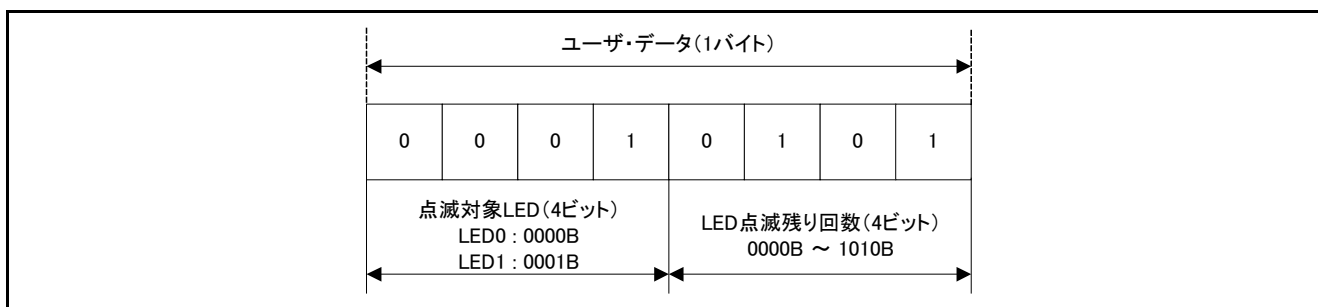 ユーザ・データ(1バイト)
0 0 0 1 0 1 0 1
点滅対象LED(4ビット)
LED0 : 0000B
LED1 : 0001B
LED点滅残り回数(4ビット)
0000B ～ 1010B